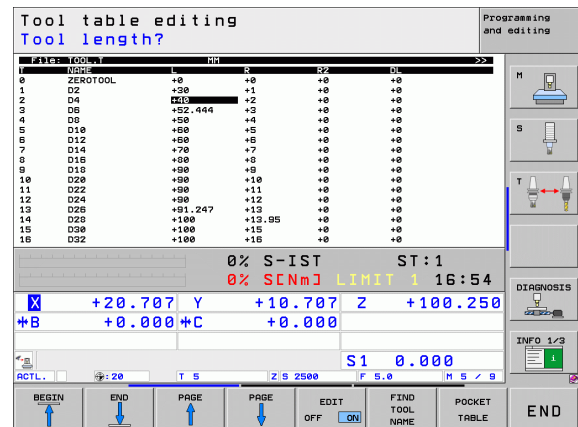 Tool table editing
Tool length?
Programming
and editing
File: TOOL.T MM >>
T NAME L R R2 DL
0 ZEROTOOL +0 +0 +0 +0
1 D2 +30 +1 +0 +0
2 D4 +40 +2 +0 +0
3 D6 +52.444 +3 +0 +0
4 D8 +50 +4 +0 +0
5 D10 +60 +5 +0 +0
6 D12 +60 +6 +0 +0
7 D14 +70 +7 +0 +0
8 D16 +80 +8 +0 +0
9 D18 +90 +9 +0 +0
10 D20 +90 +10 +0 +0
11 D22 +90 +11 +0 +0
12 D24 +90 +12 +0 +0
13 D26 +91.247 +13 +0 +0
14 D28 +100 +13.95 +0 +0
15 D30 +100 +15 +0 +0
16 D32 +100 +16 +0 +0
0% S-IST ST:1
0% S[Nm] LIMIT 1 16:54
X +20.707 Y +10.707 Z +100.250
B +0.000 C +0.000
S1 0.000
ACTL. : 20 T 5 Z S 2500 F 5.0 M 5 / 9
M
S
T
DIAGNOSIS
INFO 1/3
1
BEGIN
END
PAGE
PAGE
EDIT
OFF ON
FIND
TOOL
NAME
POCKET
TABLE
END